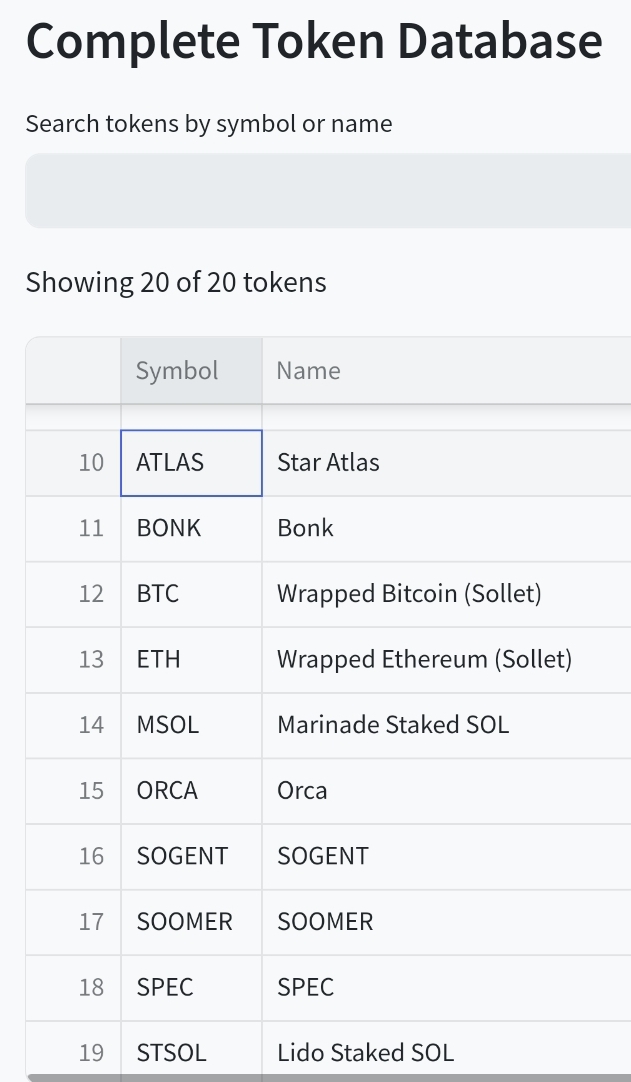 Complete Token Database
Search tokens by symbol or name
Showing 20 of 20 tokens
Symbol Name
10 ATLAS Star Atlas
11 BONK Bonk
12 BTC Wrapped Bitcoin (Sollet)
13 ETH Wrapped Ethereum (Sollet)
14 MSOL Marinade Staked SOL
15 ORCA Orca
16 SOGENT SOGENT
17 SOOMER SOOMER
18 SPEC SPEC
19 STSOL Lido Staked SOL